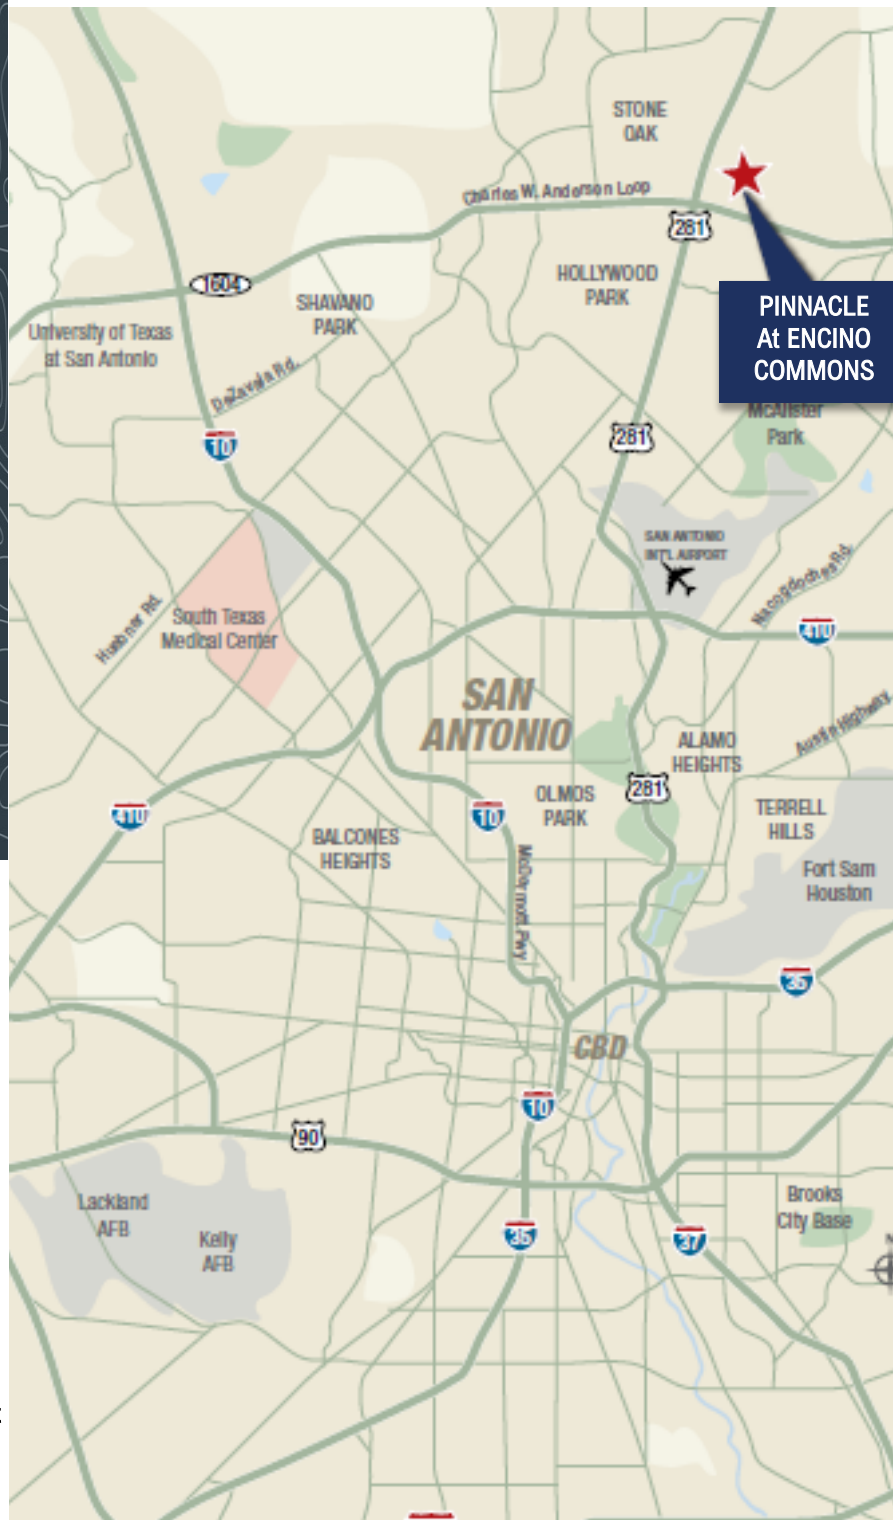 STONE
OAK
Charles W. Anderson Loop
281
1604
HOLLYWOOD
PARK
SHAVANO
PARK
PINNACLE
At ENCINO
COMMONS
University of Texas
at San Antonio
DeZavala Rd.
McAllister
Park
10
281
SAN ANTONIO
INT'L AIRPORT
Nacogdoches Rd.
Huebner Rd.
South Texas
Medical Center
410
SAN
ANTONIO
Austin Highway
ALAMO
HEIGHTS
281
OLMOS
PARK
TERRELL
HILLS
410
10
BALCONES
HEIGHTS
McDermott Pwy
Fort Sam
Houston
35
CBD
10
90
Lackland
AFB
Kelly
AFB
Brooks
City Base
35
37